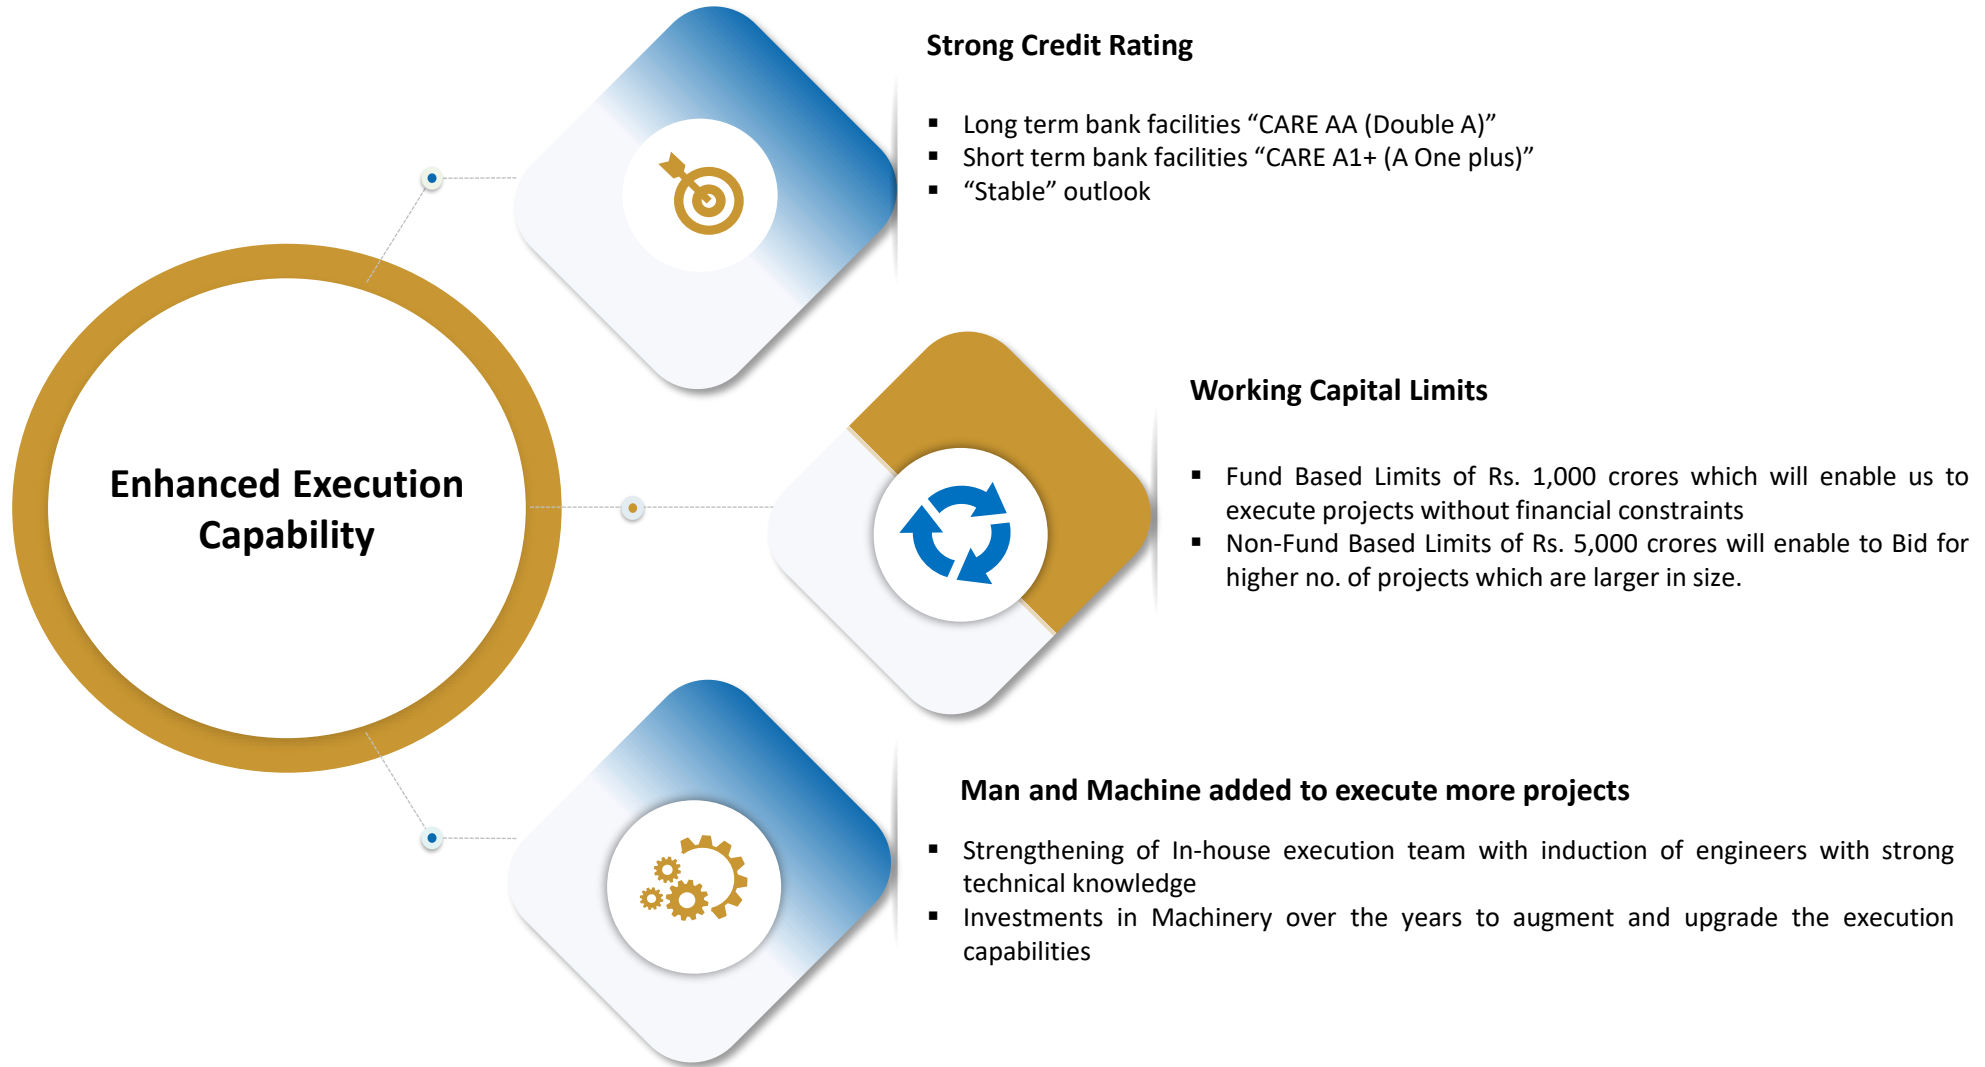 Enhanced Execution
Capability
Strong Credit Rating
▪ Long term bank facilities “CARE AA (Double A)”
▪ Short term bank facilities “CARE A1+ (A One plus)”
▪ “Stable” outlook
Working Capital Limits
▪ Fund Based Limits of Rs. 1,000 crores which will enable us to
execute projects without financial constraints
▪ Non-Fund Based Limits of Rs. 5,000 crores will enable to Bid for
higher no. of projects which are larger in size.
Man and Machine added to execute more projects
▪ Strengthening of In-house execution team with induction of engineers with strong
technical knowledge
▪ Investments in Machinery over the years to augment and upgrade the execution
capabilities